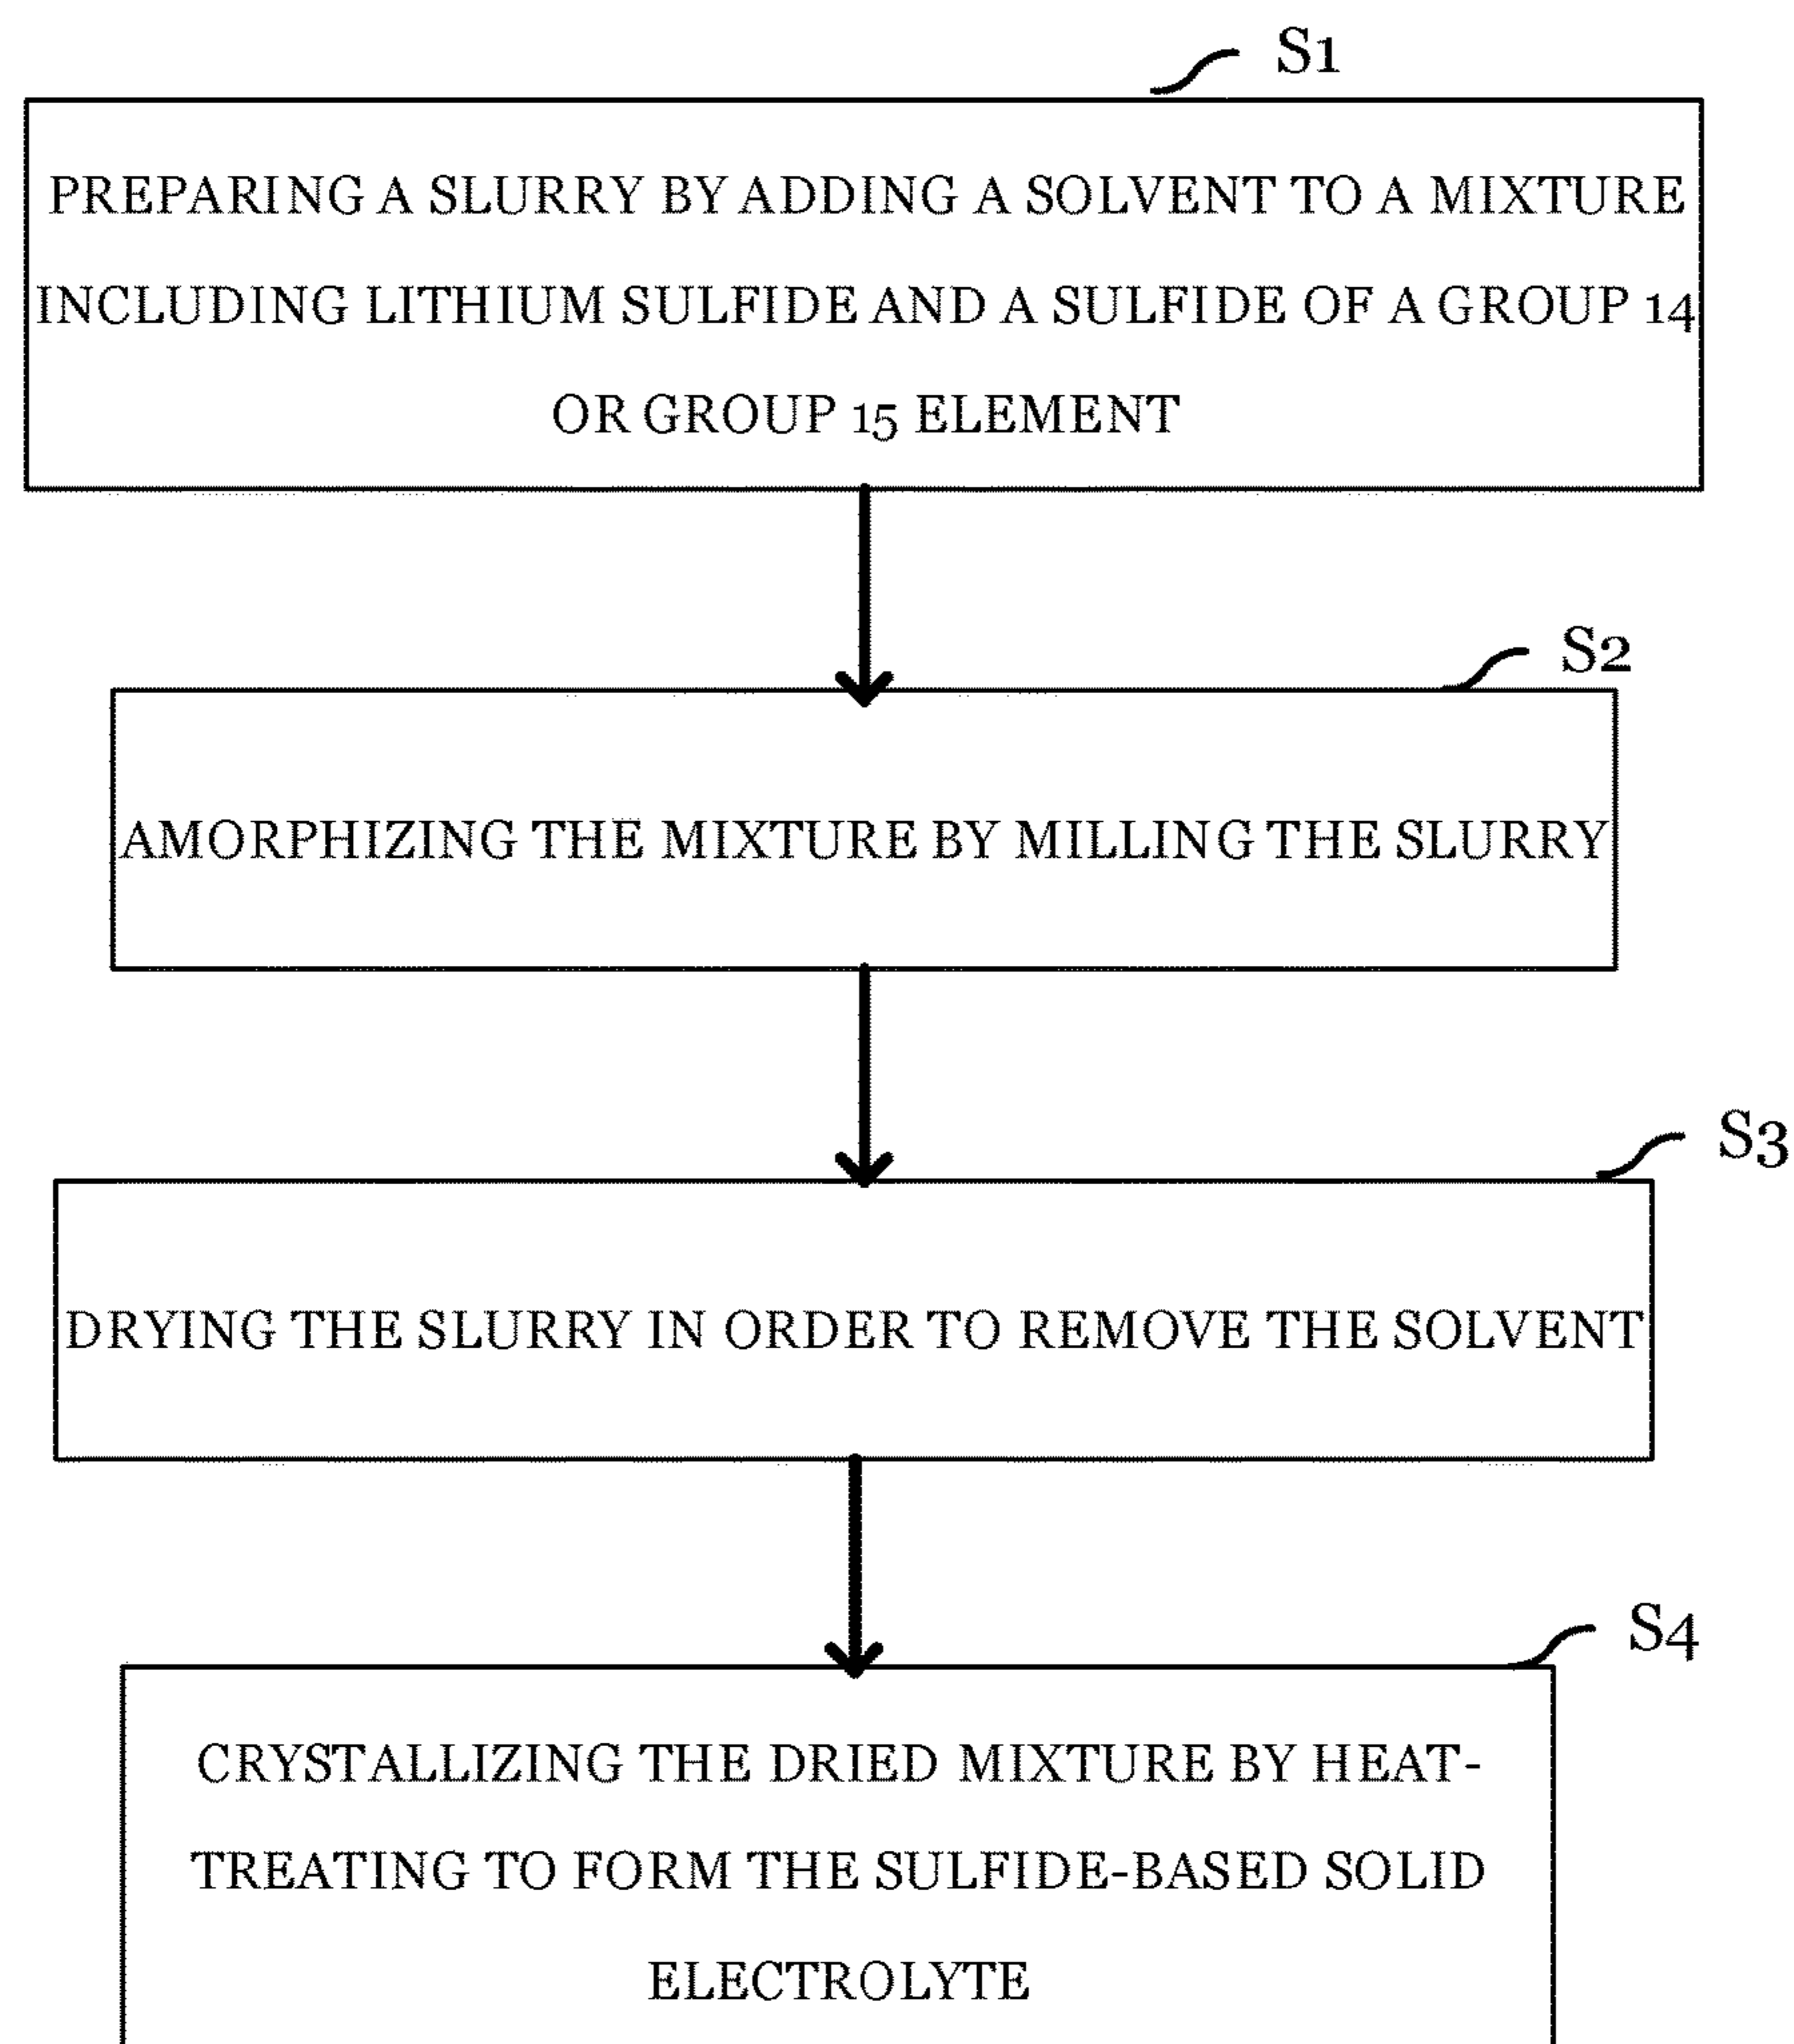 S1
PREPARING A SLURRY BY ADDING A SOLVENT TO A MIXTURE
INCLUDING LITHIUM SULFIDE AND A SULFIDE OF A GROUP 14
OR GROUP 15 ELEMENT
S2
AMORPHIZING THE MIXTURE BY MILLING THE SLURRY
S3
DRYING THE SLURRY IN ORDER TO REMOVE THE SOLVENT
S4
CRYSTALLIZING THE DRIED MIXTURE BY HEAT-
TREATING TO FORM THE SULFIDE-BASED SOLID
ELECTROLYTE